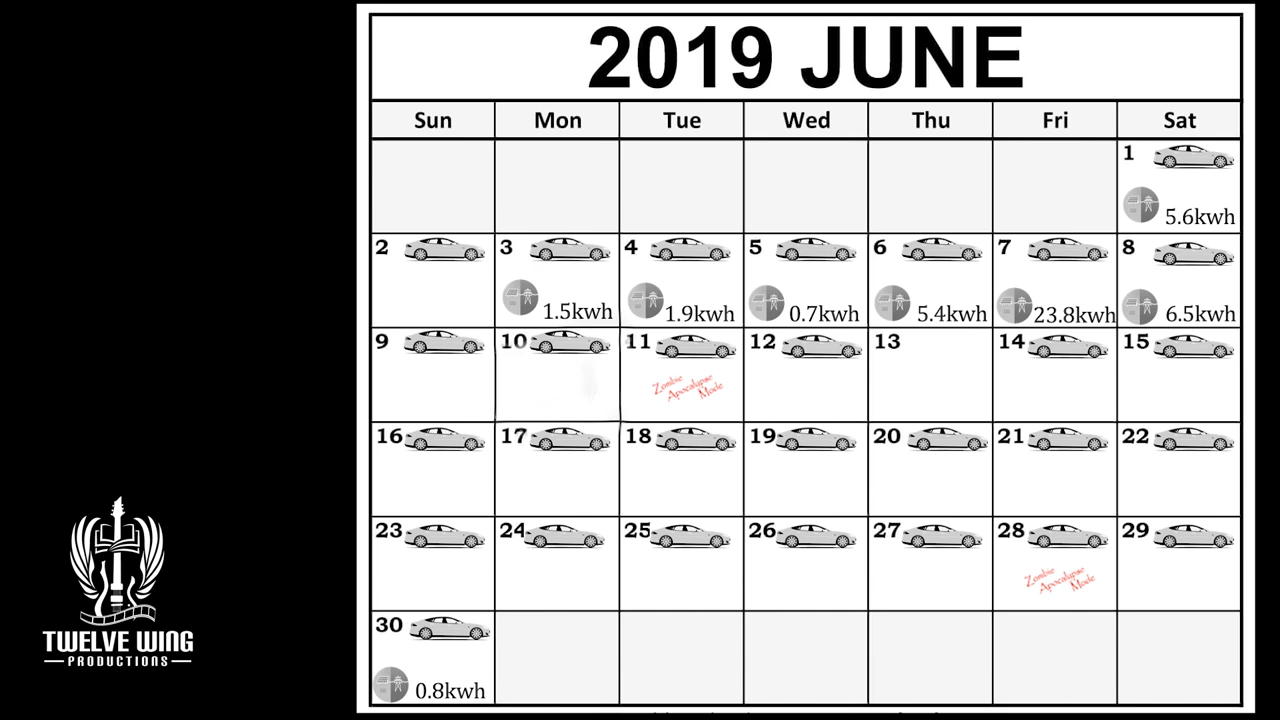 2019 JUNE
Sun Mon Tue Wed Thu Fri Sat
1
5.6kwh
2 3 4 5 6 7 8
1.5kwh 1.9kwh 0.7kwh 5.4kwh 23.8kwh 6.5kwh
9 10 11 12 13 14 15
Zombie
Apocalypse
Mode
16 17 18 19 20 21 22
23 24 25 26 27 28 29
Zombie
Apocalypse
Mode
30
0.8kwh
TWELVE WING
PRODUCTIONS